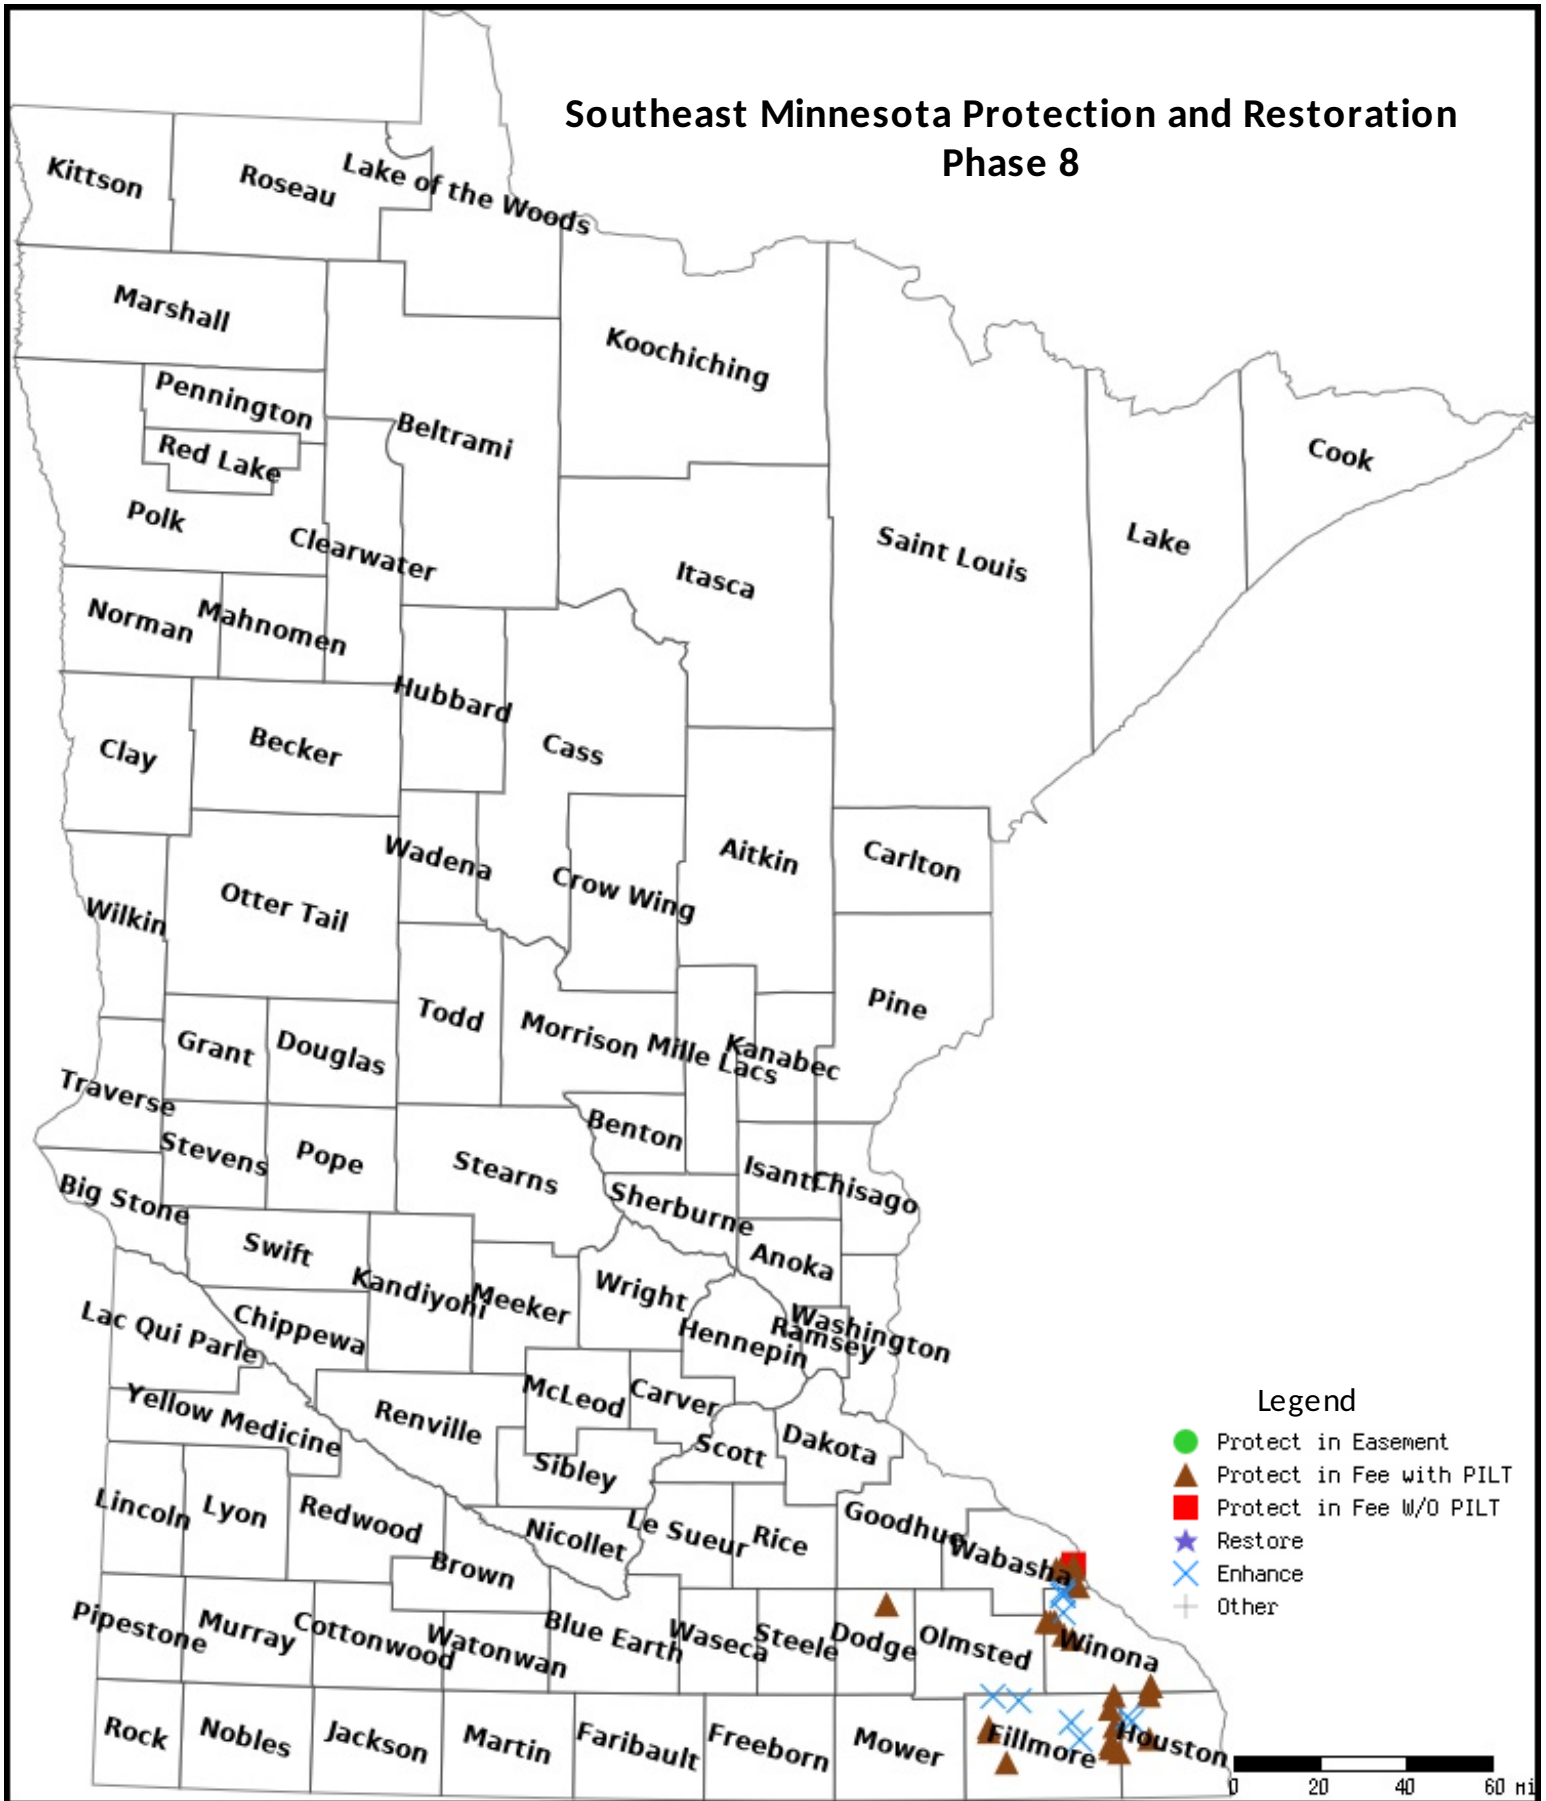 Southeast Minnesota Protection and Restoration
Phase 8
Kittson
Roseau
Lake of the Woods
Marshall
Koochiching
Pennington
Beltrami
Red Lake
Cook
Polk
Clearwater
Itasca
Saint Louis
Lake
Norman
Mahnomen
Hubbard
Cass
Clay
Becker
Wadena
Aitkin
Carlton
Otter Tail
Crow Wing
Wilkin
Pine
Todd
Morrison
Mille Lacs
Kanabec
Grant
Douglas
Traverse
Benton
Stevens
Pope
Stearns
Isanti
Chisago
Big Stone
Sherburne
Swift
Anoka
Kandiyohi
Meeker
Wright
Washington
Ramsey
Hennepin
Lac Qui Parle
Chippewa
McLeod
Carver
Yellow Medicine
Renville
Scott
Dakota
Sibley
Lincoln
Lyon
Redwood
Nicollet
Le Sueur
Rice
Goodhue
Wabasha
Brown
Pipestone
Murray
Cottonwood
Watonwan
Blue Earth
Waseca
Steele
Dodge
Olmsted
Winona
Rock
Nobles
Jackson
Martin
Faribault
Freeborn
Mower
Fillmore
Houston
Legend
Protect in Easement
Protect in Fee with PILT
Protect in Fee W/O PILT
Restore
Enhance
Other
0 20 40 60 mi